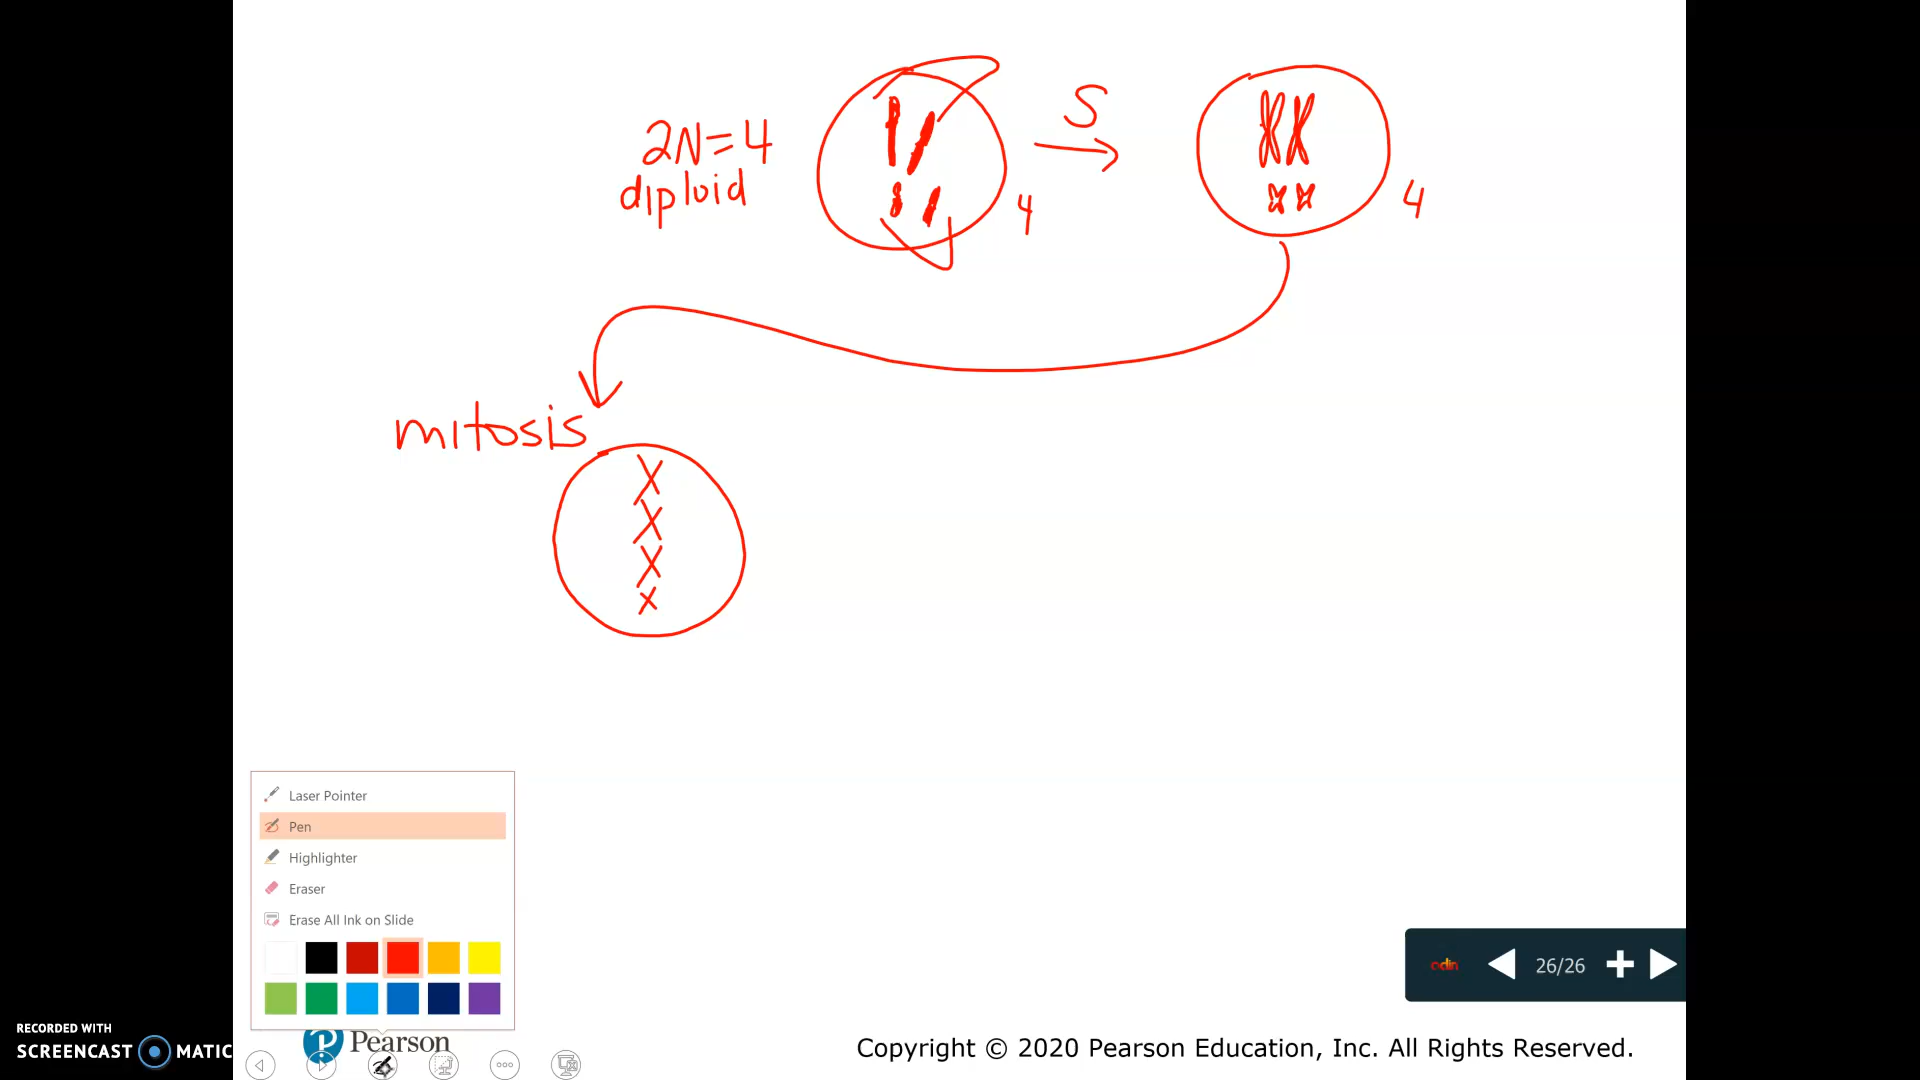 S
2N=4
diploid
4
4
mitosis
Laser Pointer
Pen
Highlighter
Eraser
Erase All Ink on Slide
odin
26/26
RECORDED WITH
SCREENCAST MATIC
Pearson
Copyright © 2020 Pearson Education, Inc. All Rights Reserved.